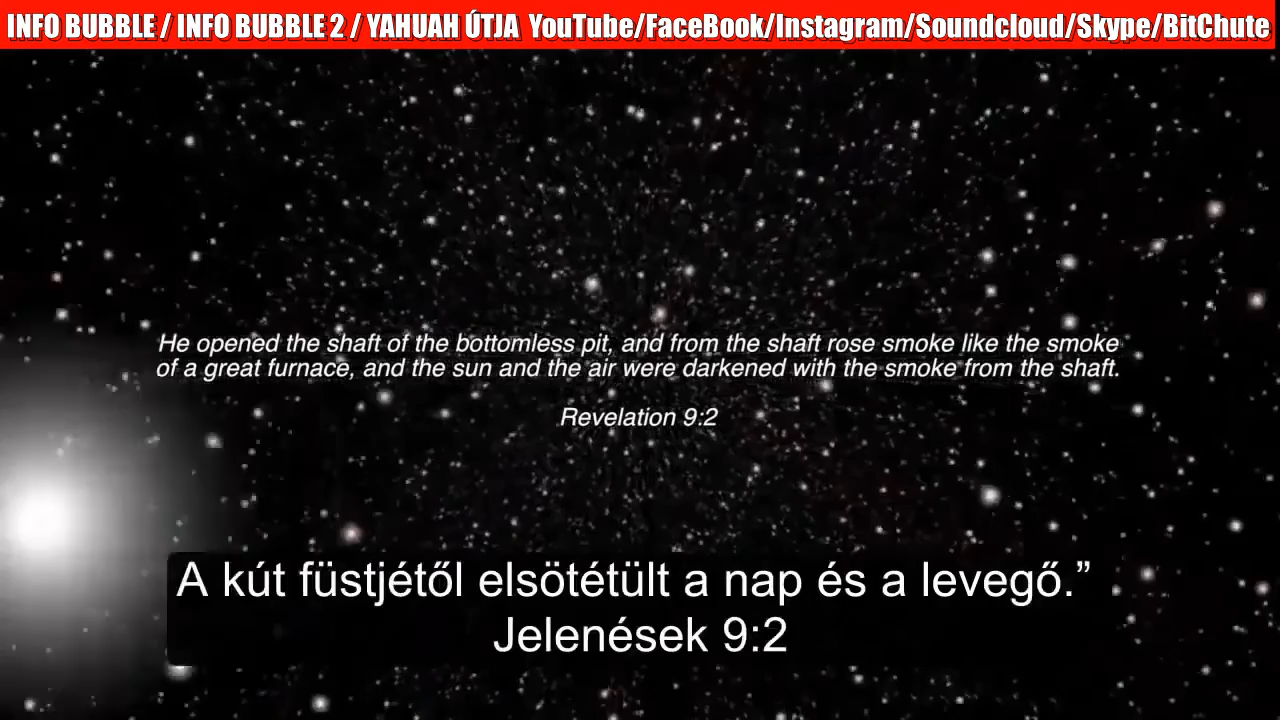 INFO BUBBLE / INFO BUBBLE 2 / YAHUAH ÚTJA YouTube/FaceBook/Instagram/Soundcloud/Skype/BitChute
He opened the shaft of the bottomless pit, and from the shaft rose smoke like the smoke
of a great furnace, and the sun and the air were darkened with the smoke from the shaft.
Revelation 9:2
A kút füstjétől elsötétült a nap és a levegő.”
Jelenések 9:2